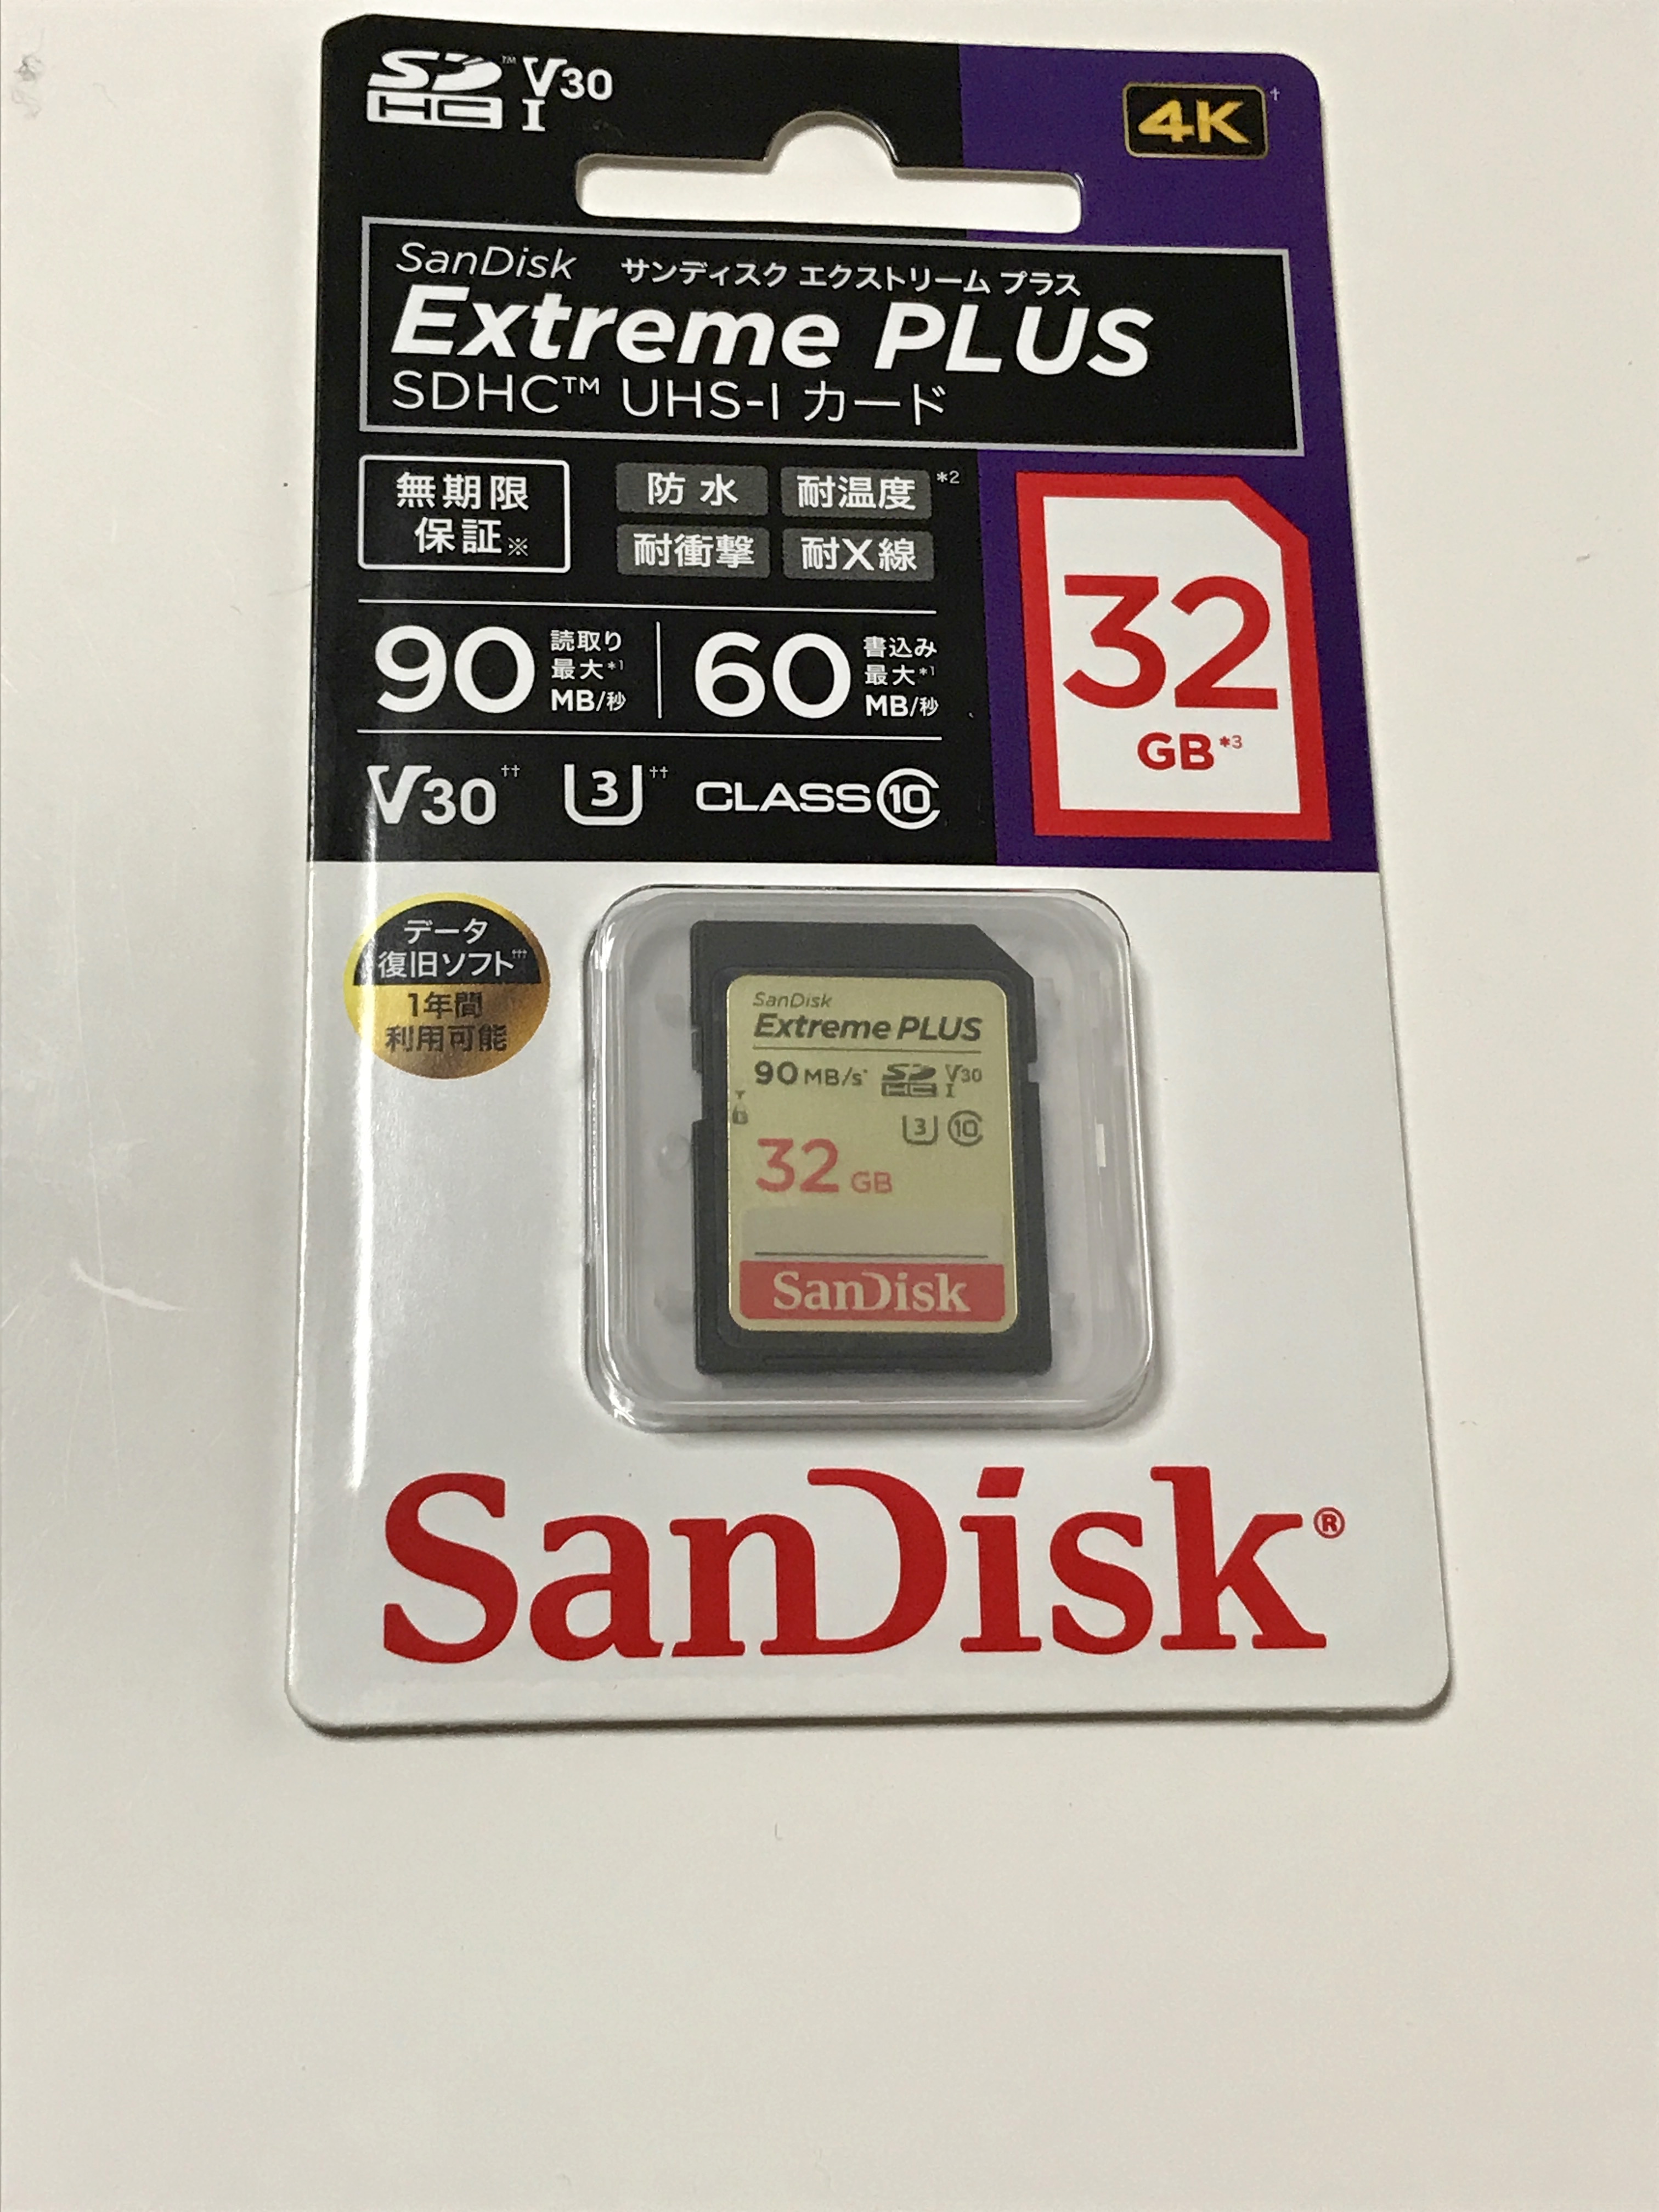 SD HC ™ I V30
4K †
SanDisk サンディスク エクストリーム プラス
Extreme PLUS
SDHC™ UHS-I カード
無期限
保証※
防水 耐温度 *2
耐衝撃 耐X線
90 読取り 最大*1 MB/秒
60 書込み 最大*1 MB/秒
32
GB*3
V30†† 3†† CLASS 10
データ
復旧ソフト†††
1年間
利用可能
SanDisk
Extreme PLUS
90 MB/s* SD HC I V30
3 10
32 GB
SanDisk
SanDisk®